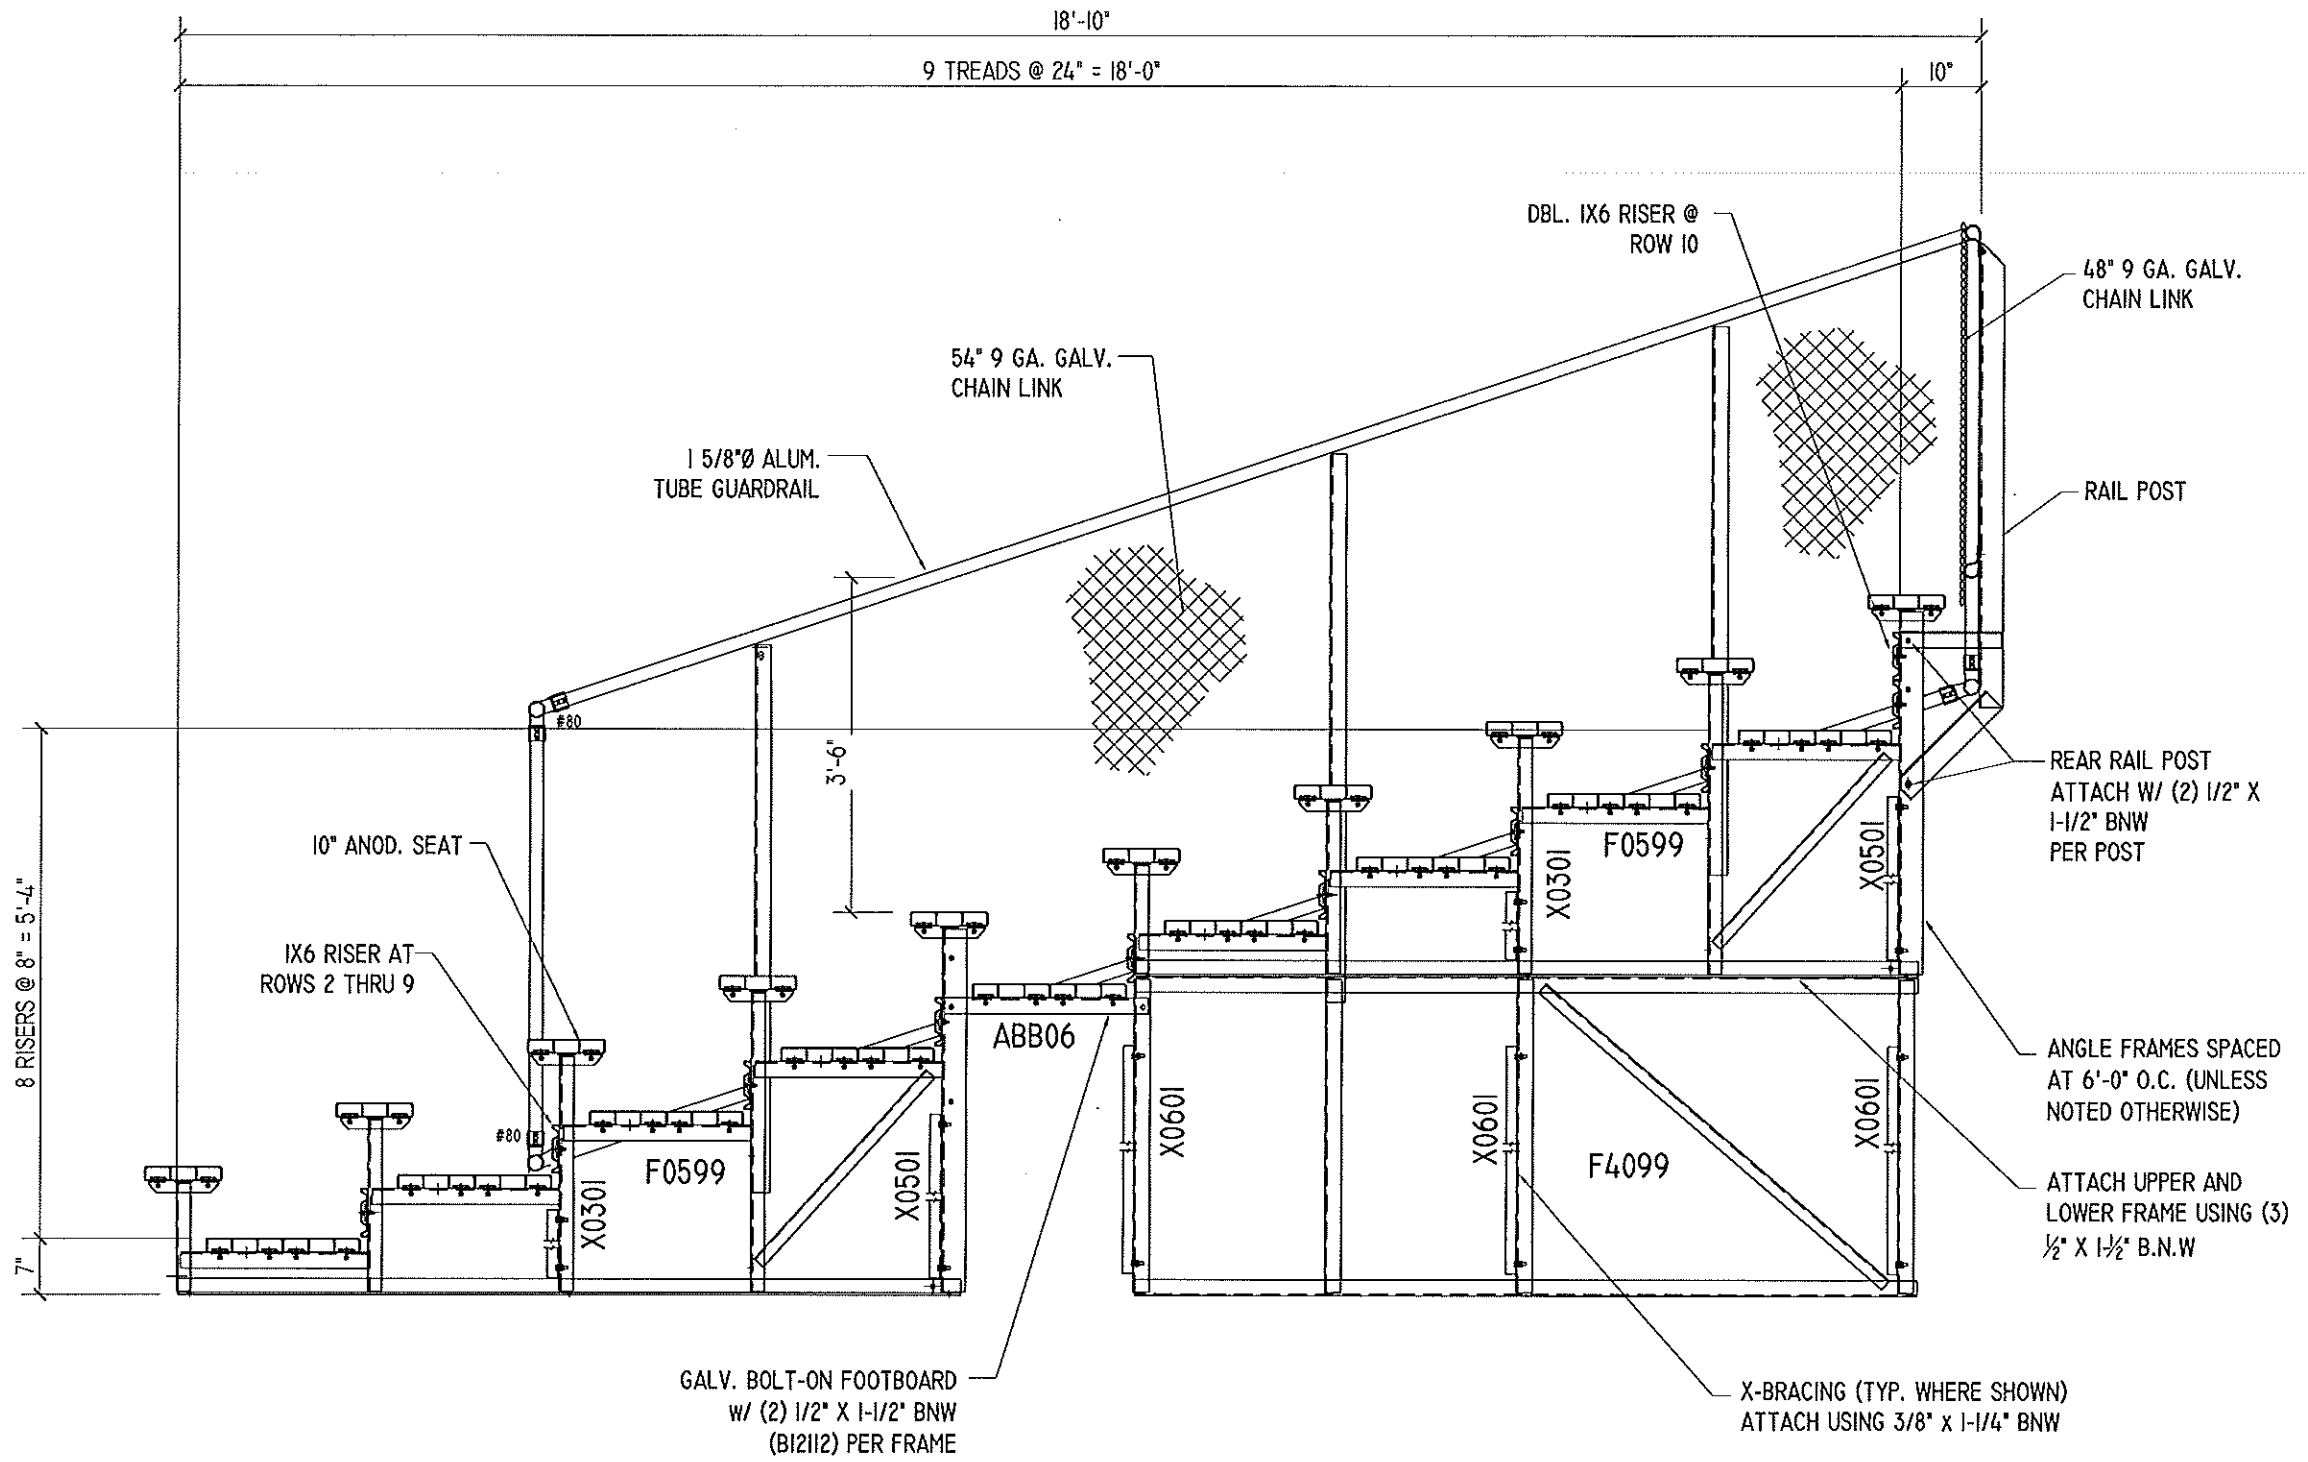 18'-10"
9 TREADS @ 24" = 18'-0"
10"
DBL. 1X6 RISER @
ROW 10
48" 9 GA. GALV.
CHAIN LINK
54" 9 GA. GALV.
CHAIN LINK
1 5/8"Ø ALUM.
TUBE GUARDRAIL
RAIL POST
#80
3'-6"
REAR RAIL POST
ATTACH W/ (2) 1/2" X
1-1/2" BNW
PER POST
10" ANOD. SEAT
F0599
X0301
X0501
8 RISERS @ 8" = 5'-4"
1X6 RISER AT
ROWS 2 THRU 9
ABB06
ANGLE FRAMES SPACED
AT 6'-0" O.C. (UNLESS
NOTED OTHERWISE)
#80
F0599
X0301
X0501
X0601
X0601
F4099
X0601
ATTACH UPPER AND
LOWER FRAME USING (3)
½" X 1-½" B.N.W
7"
GALV. BOLT-ON FOOTBOARD
W/ (2) 1/2" X 1-1/2" BNW
(B12112) PER FRAME
X-BRACING (TYP. WHERE SHOWN)
ATTACH USING 3/8" X 1-1/4" BNW